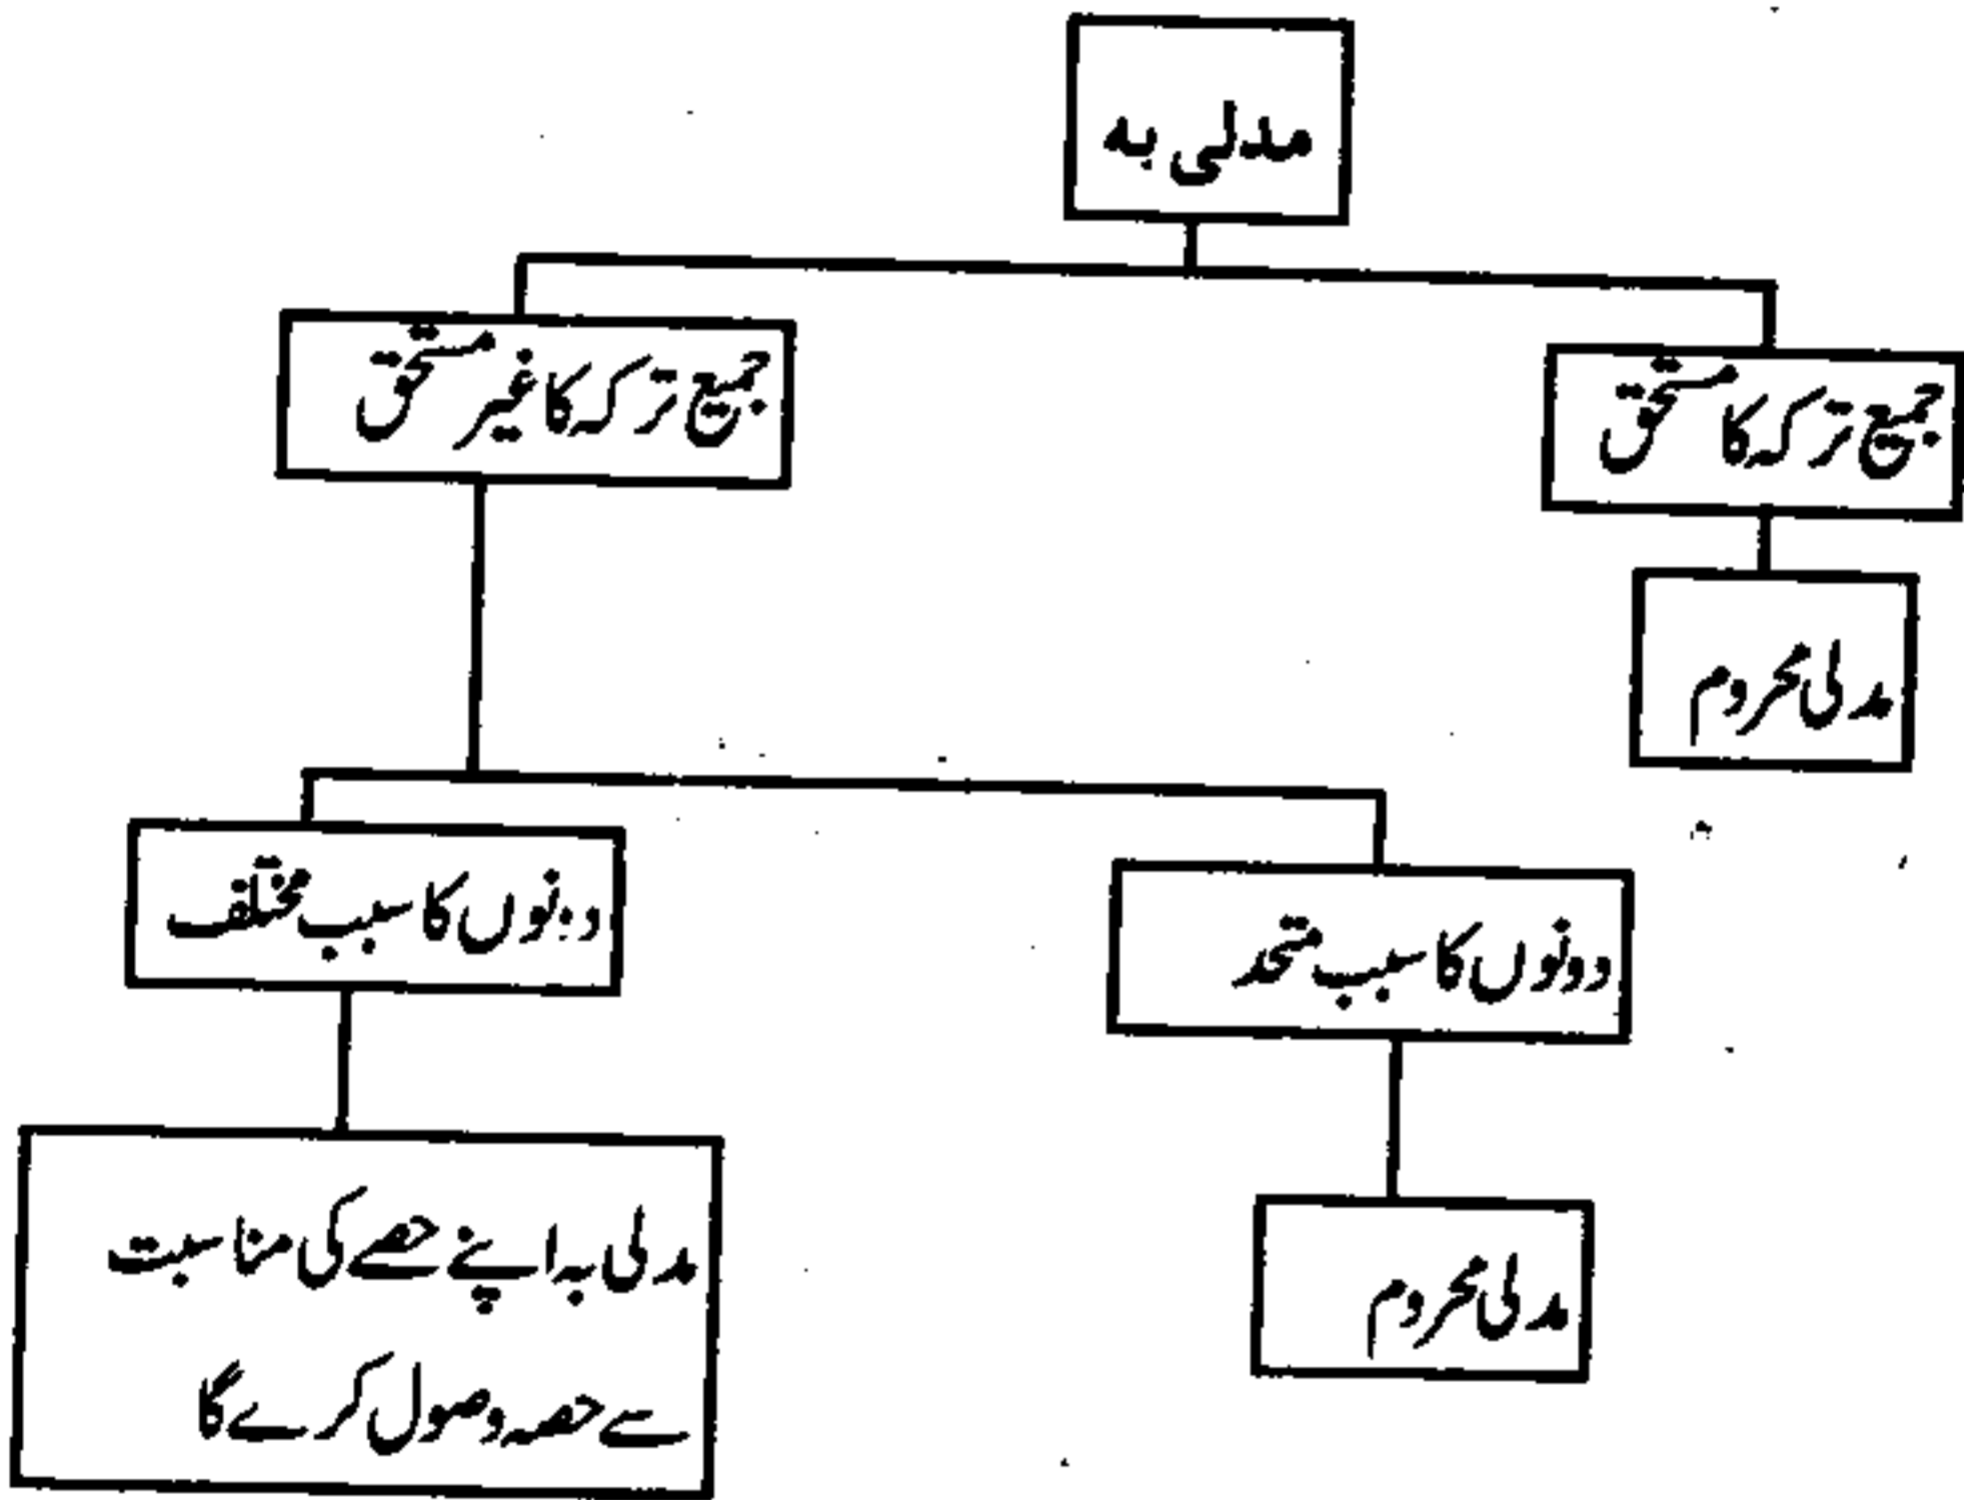 مدلی به
جمیع ترکہ کا مستحق
جمیع ترکہ کا غیر مستحق
مدلی محروم
دونوں کا سبب متحد
دونوں کا سبب مختلف
مدلی محروم
مدلی بہ اپنے حصے کی مناسبت
سے حصہ وصول کرے گا